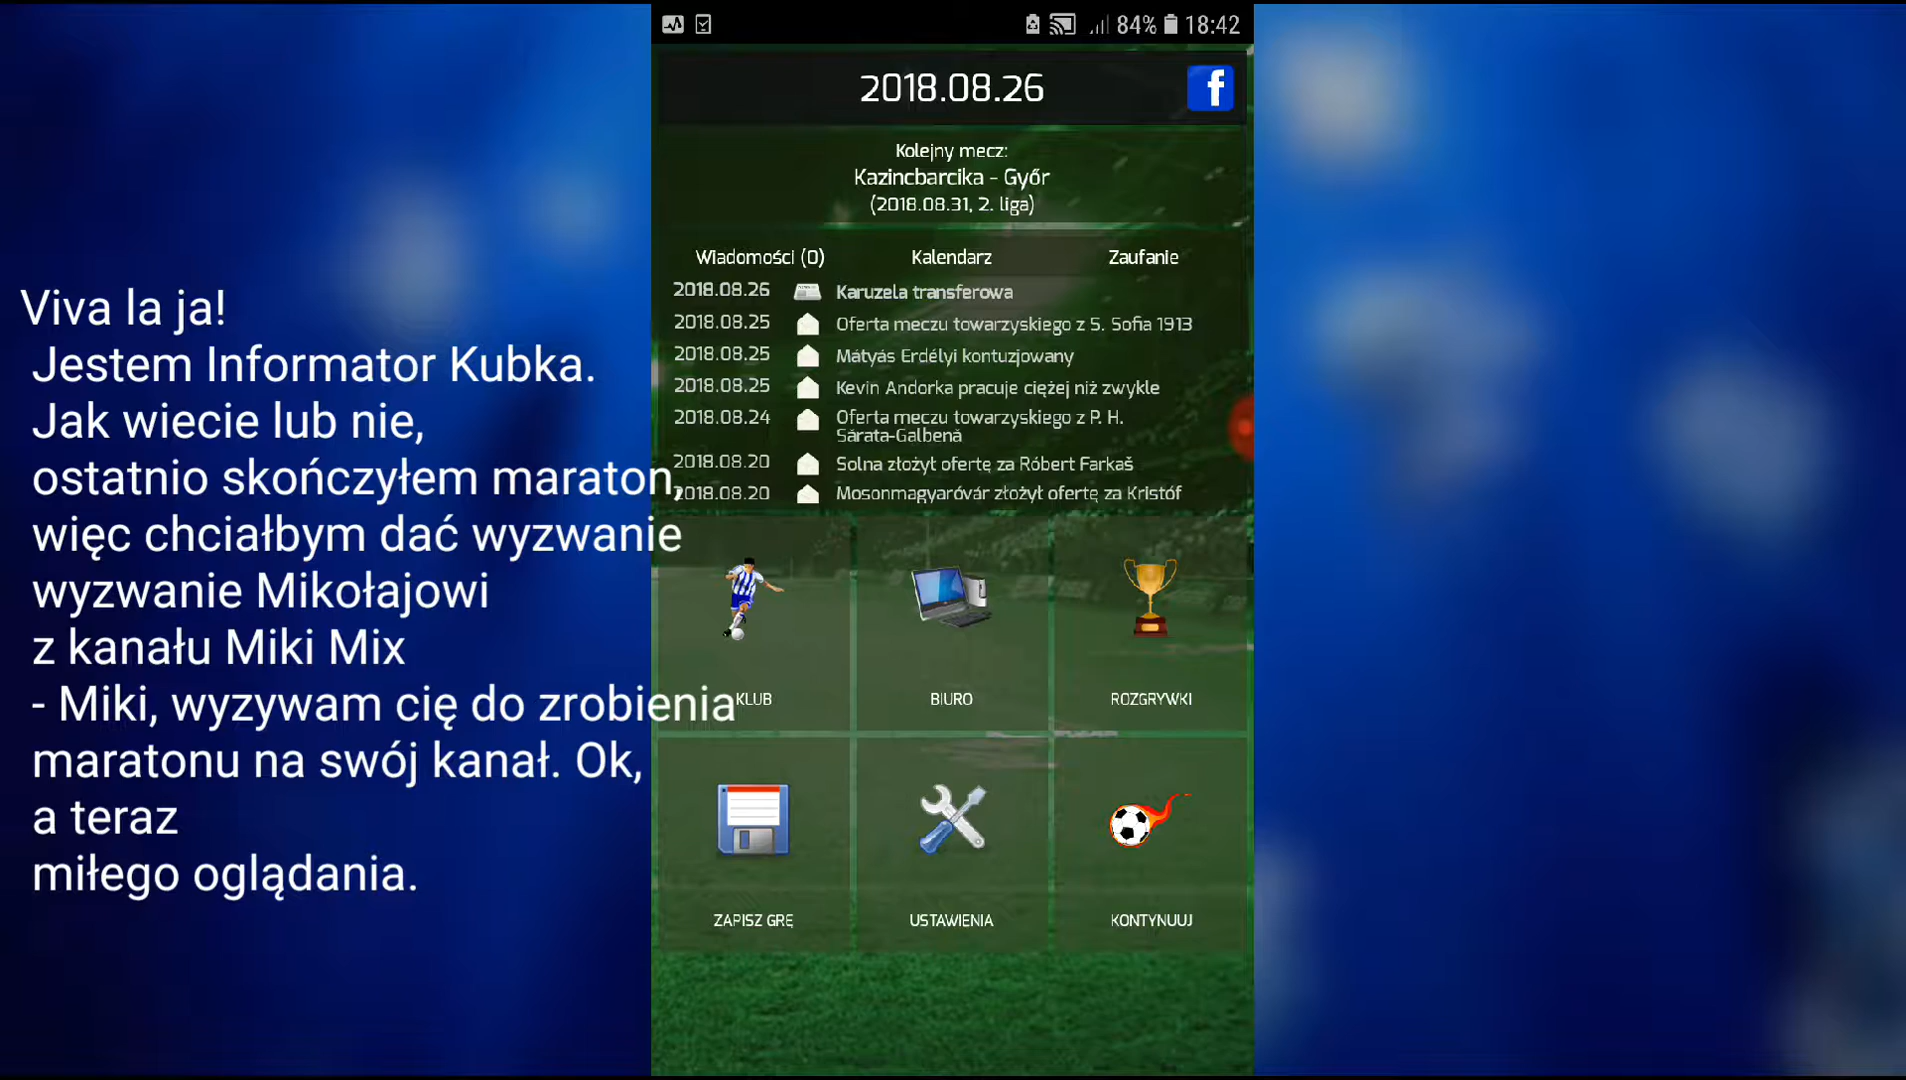 84% 18:42
2018.08.26
f
Kolejny mecz:
Kazincbarcika - Győr
(2018.08.31, 2. liga)
Wiadomości (0) Kalendarz Zaufanie
2018.08.26 Karuzela transferowa
2018.08.25 Oferta meczu towarzyskiego z S. Sofia 1913
2018.08.25 Mátyás Erdélyi kontuzjowany
2018.08.25 Kevin Andorka pracuje ciężej niż zwykle
2018.08.24 Oferta meczu towarzyskiego z P. H.
Sărata-Galbenă
2018.08.20 Solna złożył ofertę za Róbert Farkaš
2018.08.20 Mosonmagyaróvár złożył ofertę za Kristóf
KLUB BIURO ROZGRYWKI
ZAPISZ GRĘ USTAWIENIA KONTYNUUJ
Viva la ja!
Jestem Informator Kubka.
Jak wiecie lub nie,
ostatnio skończyłem maraton,
więc chciałbym dać wyzwanie
wyzwanie Mikołajowi
z kanału Miki Mix
- Miki, wyzywam cię do zrobienia
maratonu na swój kanał. Ok,
a teraz
miłego oglądania.